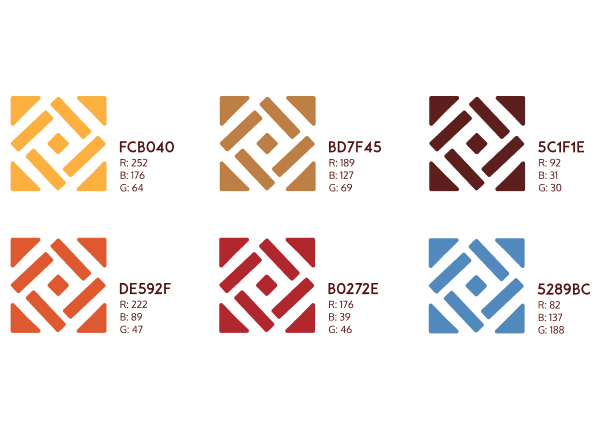 FCB040
R: 252
B: 176
G: 64
BD7F45
R: 189
B: 127
G: 69
5C1F1E
R: 92
B: 31
G: 30
DE592F
R: 222
B: 89
G: 47
B0272E
R: 176
B: 39
G: 46
5289BC
R: 82
B: 137
G: 188